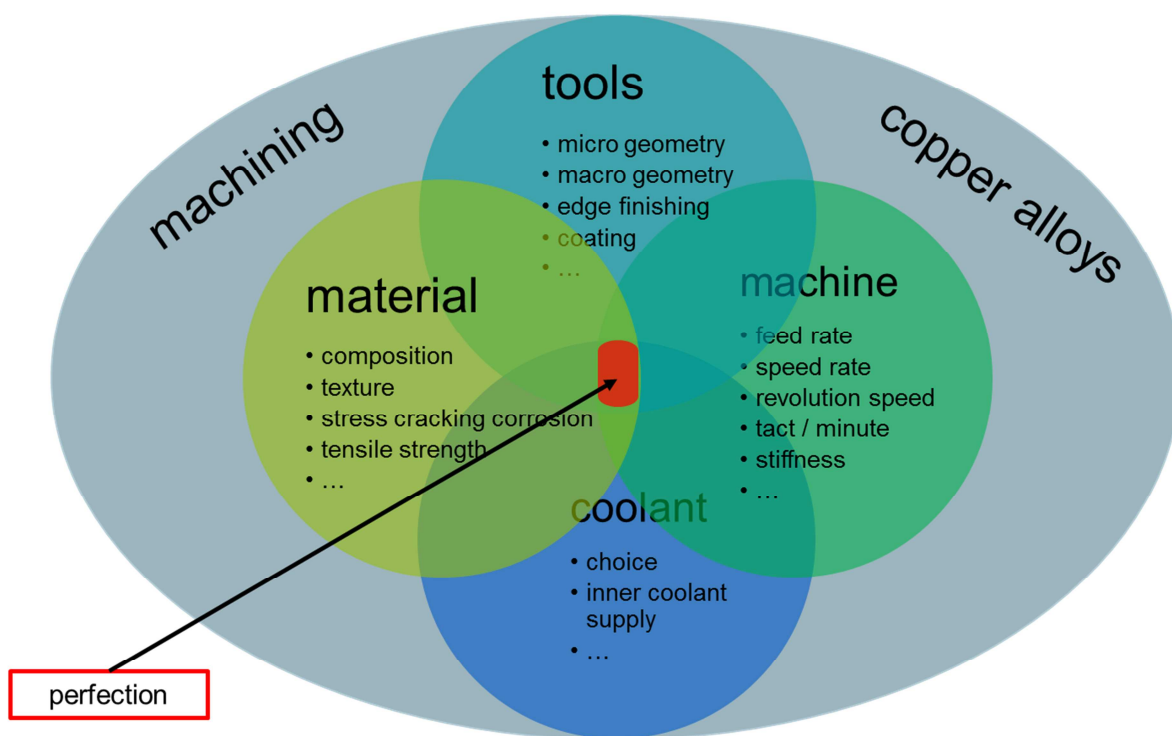 machining
copper alloys
tools
• micro geometry
• macro geometry
• edge finishing
• coating
• …
material
• composition
• texture
• stress cracking corrosion
• tensile strength
• …
machine
• feed rate
• speed rate
• revolution speed
• tact / minute
• stiffness
• …
coolant
• choice
• inner coolant
supply
• …
perfection